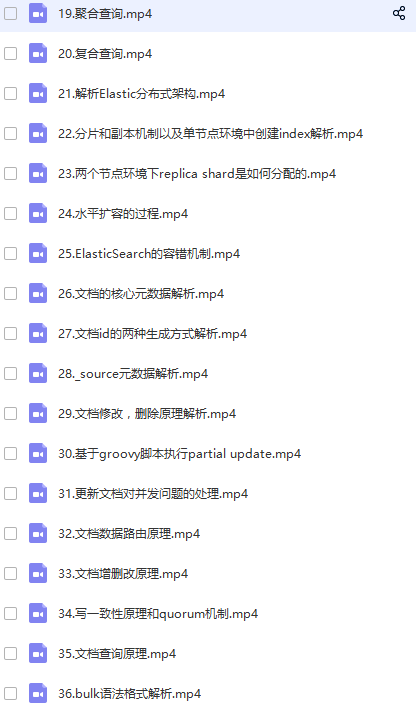 19.聚合查询.mp4
20.复合查询.mp4
21.解析Elastic分布式架构.mp4
22.分片和副本机制以及单节点环境中创建index解析.mp4
23.两个节点环境下replica shard是如何分配的.mp4
24.水平扩容的过程.mp4
25.ElasticSearch的容错机制.mp4
26.文档的核心元数据解析.mp4
27.文档id的两种生成方式解析.mp4
28._source元数据解析.mp4
29.文档修改，删除原理解析.mp4
30.基于groovy脚本执行partial update.mp4
31.更新文档对并发问题的处理.mp4
32.文档数据路由原理.mp4
33.文档增删改原理.mp4
34.写一致性原理和quorum机制.mp4
35.文档查询原理.mp4
36.bulk语法格式解析.mp4